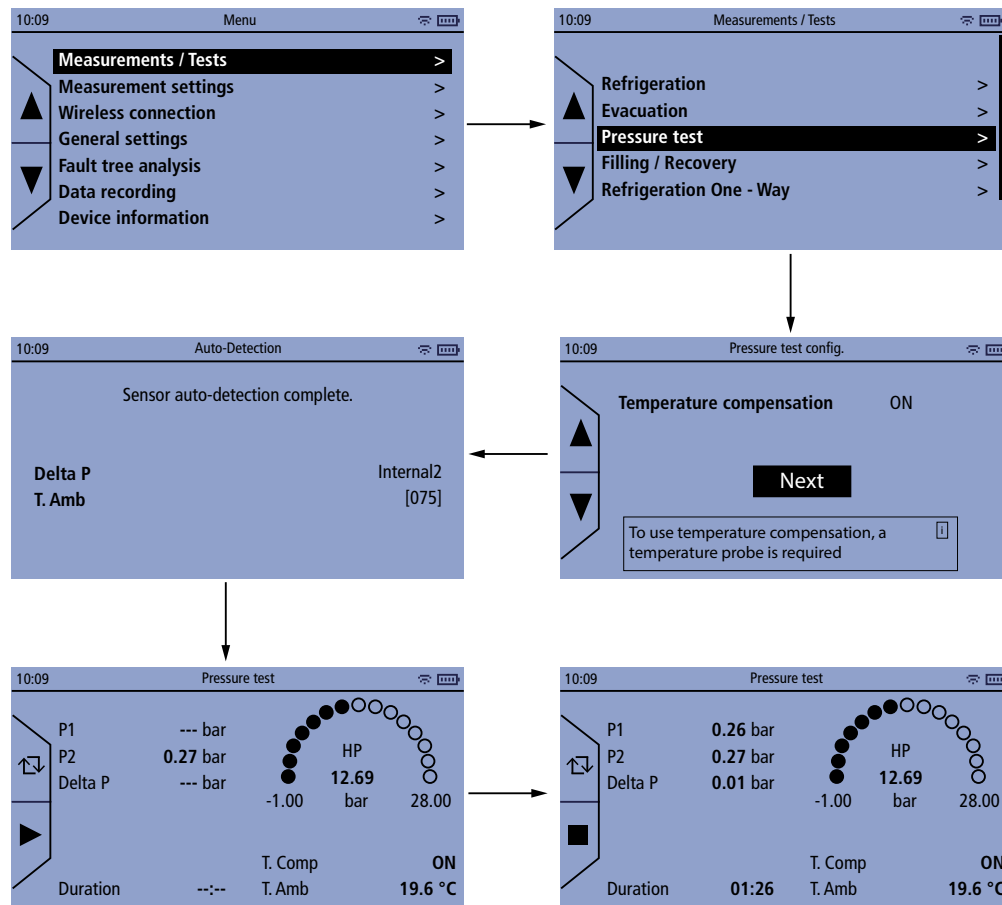 10:09 Menu
Measurements / Tests >
Measurement settings >
Wireless connection >
General settings >
Fault tree analysis >
Data recording >
Device information >
10:09 Measurements / Tests
Refrigeration >
Evacuation >
Pressure test >
Filling / Recovery >
Refrigeration One - Way >
10:09 Pressure test config.
Temperature compensation ON
Next
To use temperature compensation, a i
temperature probe is required
10:09 Auto-Detection
Sensor auto-detection complete.
Delta P Internal2
T. Amb [075]
10:09 Pressure test
P1 --- bar
P2 0.27 bar
Delta P --- bar
HP
12.69
-1.00 bar 28.00
T. Comp ON
Duration --:-- T. Amb 19.6 °C
10:09 Pressure test
P1 0.26 bar
P2 0.27 bar
Delta P 0.01 bar
HP
12.69
-1.00 bar 28.00
T. Comp ON
Duration 01:26 T. Amb 19.6 °C